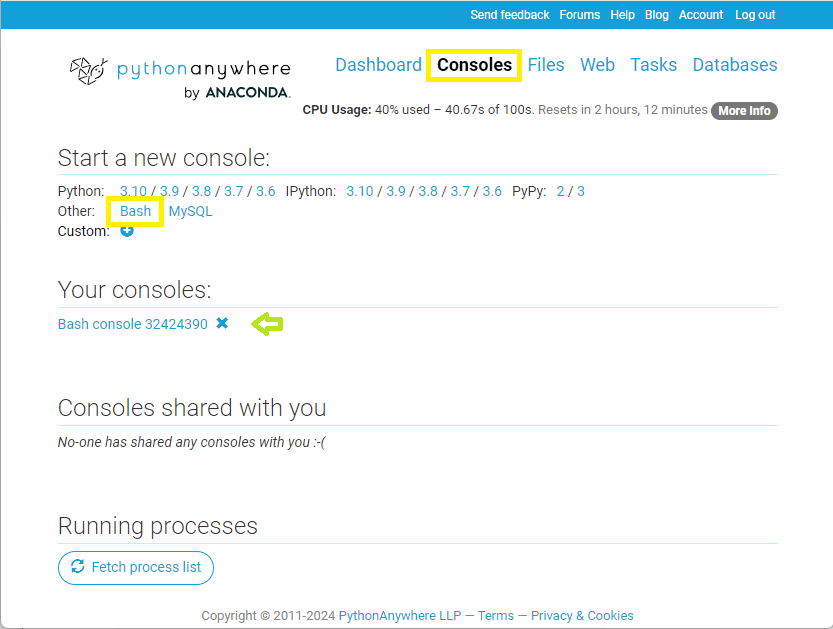 Send feedback Forums Help Blog Account Log out
pythonanywhere
by ANACONDA.
Dashboard Consoles Files Web Tasks Databases
CPU Usage: 40% used – 40.67s of 100s. Resets in 2 hours, 12 minutes More Info
Start a new console:
Python: 3.10 / 3.9 / 3.8 / 3.7 / 3.6 IPython: 3.10 / 3.9 / 3.8 / 3.7 / 3.6 PyPy: 2 / 3
Other: Bash MySQL
Custom:
Your consoles:
Bash console 32424390
Consoles shared with you
No-one has shared any consoles with you :-(
Running processes
Fetch process list
Copyright © 2011-2024 PythonAnywhere LLP — Terms — Privacy & Cookies